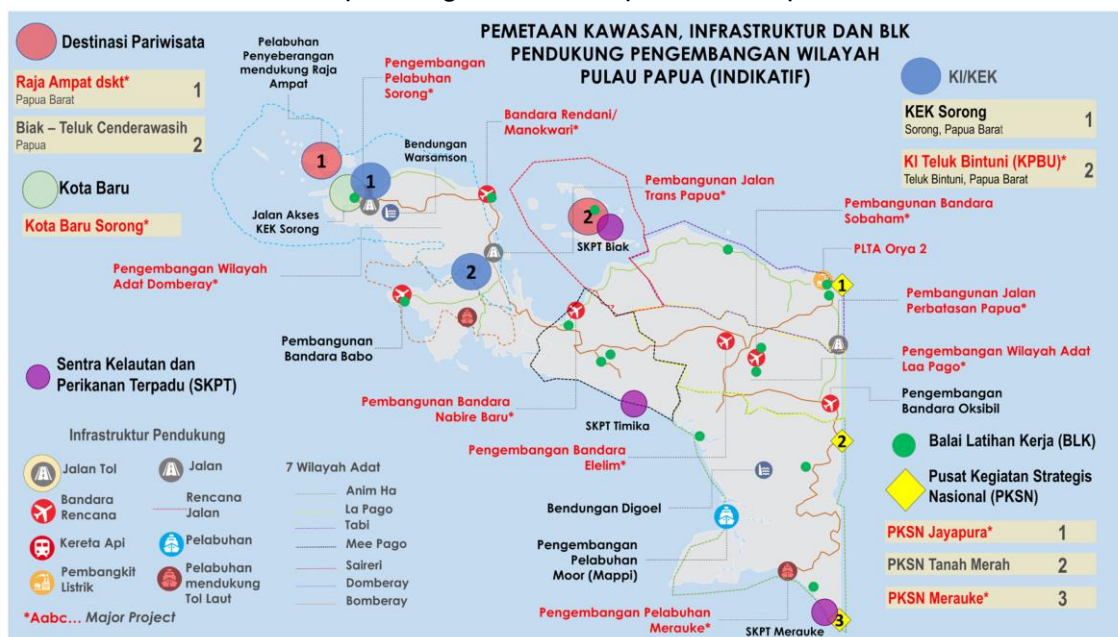 PEMETAAN KAWASAN, INFRASTRUKTUR DAN BLK
PENDUKUNG PENGEMBANGAN WILAYAH
PULAU PAPUA (INDIKATIF)
Destinasi Pariwisata
Raja Ampat dskt*
Papua Barat
1
Biak – Teluk Cenderawasih
Papua
2
Kota Baru
Kota Baru Sorong*
Pelabuhan
Penyeberangan
mendukung Raja
Ampat
Pengembangan
Pelabuhan
Sorong*
Bandara Rendani/
Manokwari*
Bendungan
Warsamson
1
1
Jalan Akses
KEK Sorong
2
2
SKPT Biak
Pengembangan Wilayah
Adat Domberay*
Pembangunan
Bandara Babo
Pembangunan Jalan
Trans Papua*
Pembangunan Bandara
Sobaham*
PLTA Orya 2
1
Pembangunan Jalan
Perbatasan Papua*
Pengembangan Wilayah Adat
Laa Pago*
Pengembangan
Bandara Oksibil
KI/KEK
KEK Sorong
Sorong, Papua Barat
1
KI Teluk Bintuni (KPBU)*
Teluk Bintuni, Papua Barat
2
Sentra Kelautan dan
Perikanan Terpadu (SKPT)
Pembangunan Bandara
Nabire Baru*
SKPT Timika
Pengembangan Bandara
Elelim*
2
Bendungan Digoel
Pengembangan
Pelabuhan
Moor (Mappi)
Pengembangan Pelabuhan
Merauke*
SKPT Merauke
3
Infrastruktur Pendukung
Jalan Tol
Jalan
Bandara
Rencana
Rencana
Jalan
Kereta Api
Pelabuhan
Pembangkit
Listrik
Pelabuhan
mendukung
Tol Laut
*Aabc... Major Project
7 Wilayah Adat
Anim Ha
La Pago
Tabi
Mee Pago
Saireri
Domberay
Bomberay
Balai Latihan Kerja (BLK)
Pusat Kegiatan Strategis
Nasional (PKSN)
PKSN Jayapura*
1
PKSN Tanah Merah
2
PKSN Merauke*
3